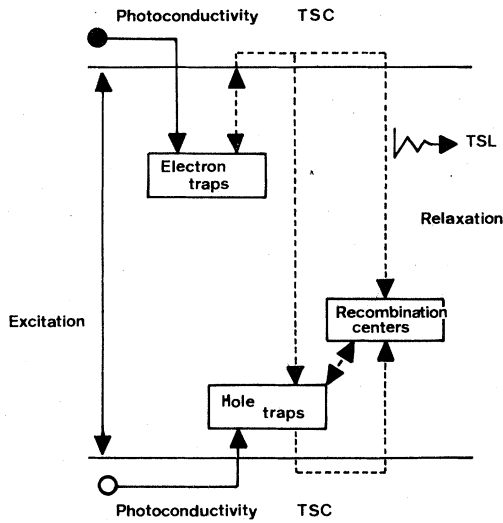 Photoconductivity TSC
Electron
traps
TSL
Relaxation
Recombination
centers
Excitation
Hole
traps
Photoconductivity TSC